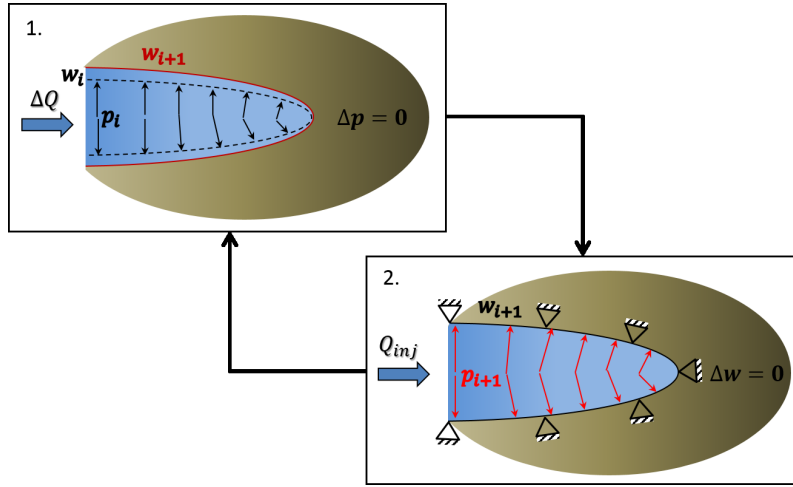 1.
w_{i+1}
w_i
ΔQ
p_i
Δp = 0
2.
w_{i+1}
Q_{inj}
p_{i+1}
Δw = 0